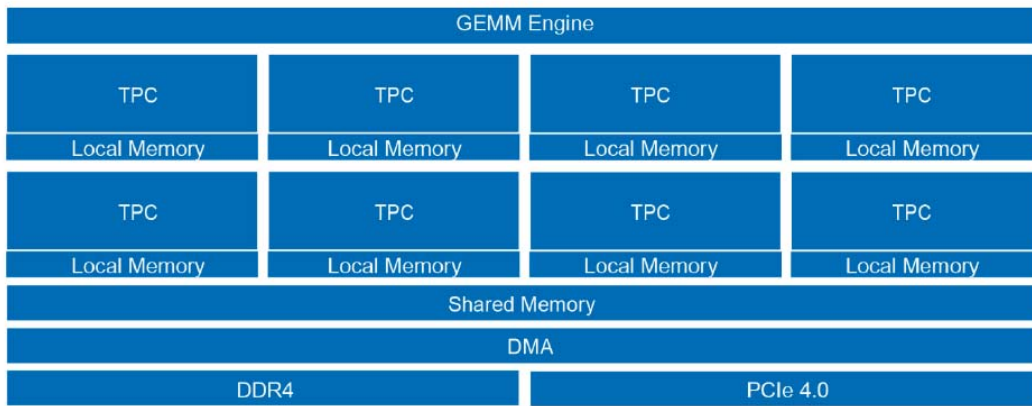 GEMM Engine
TPC TPC TPC TPC
Local Memory Local Memory Local Memory Local Memory
TPC TPC TPC TPC
Local Memory Local Memory Local Memory Local Memory
Shared Memory
DMA
DDR4 PCIe 4.0